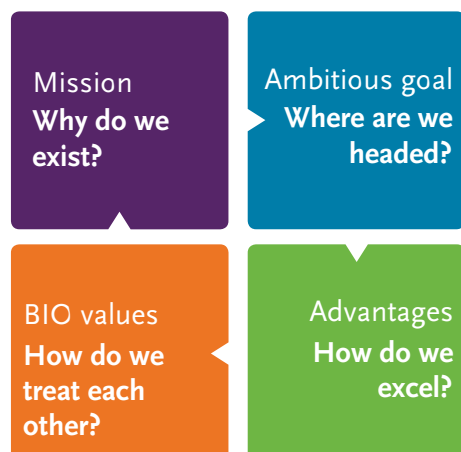 Mission
Why do we
exist?
Ambitious goal
Where are we
headed?
BIO values
How do we
treat each
other?
Advantages
How do we
excel?